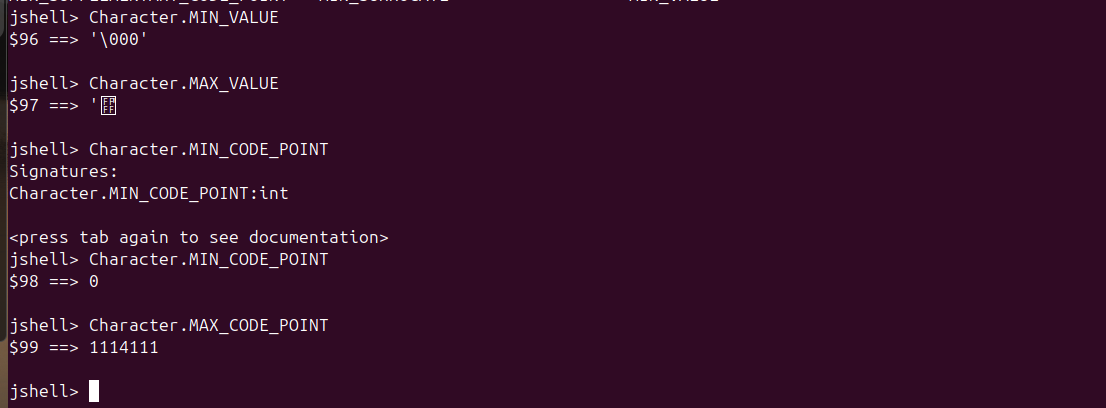 jshell> Character.MIN_VALUE
$96 ==> '\000'
jshell> Character.MAX_VALUE
$97 ==> '
jshell> Character.MIN_CODE_POINT
Signatures:
Character.MIN_CODE_POINT:int
<press tab again to see documentation>
jshell> Character.MIN_CODE_POINT
$98 ==> 0
jshell> Character.MAX_CODE_POINT
$99 ==> 1114111
jshell>